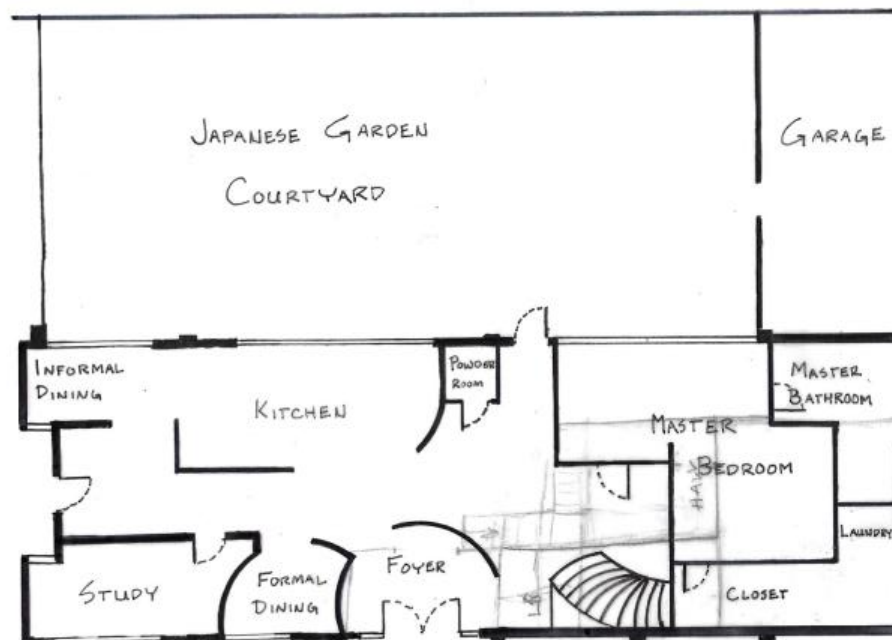 JAPANESE GARDEN
COURTYARD
GARAGE
INFORMAL
DINING
KITCHEN
POWDER
ROOM
MASTER
BEDROOM
MASTER
BATHROOM
HALL
LAUNDRY
STUDY
FORMAL
DINING
FOYER
CLOSET